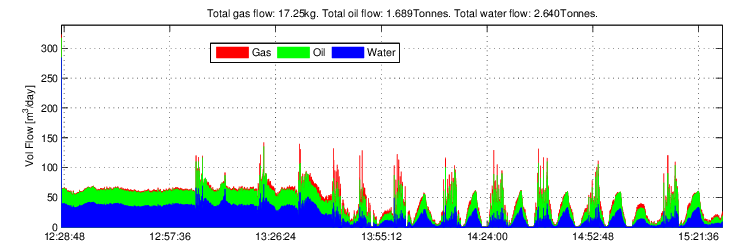 Total gas flow: 17.25kg. Total oil flow: 1.689Tonnes. Total water flow: 2.640Tonnes.
300
250
200
150
100
50
0
Vol Flow [m³/day]
Gas Oil Water
12:28:48 12:57:36 13:26:24 13:55:12 14:24:00 14:52:48 15:21:36